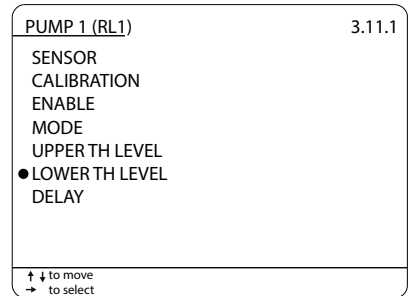 PUMP 1 (RL1) 3.11.1
SENSOR
CALIBRATION
ENABLE
MODE
UPPER TH LEVEL
● LOWER TH LEVEL
DELAY
↑ ↓ to move
→ to select